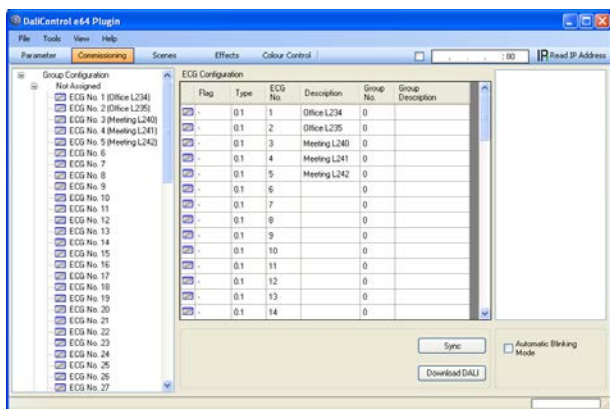 DaliControl e64 Plugin
File Tools View Help
Parameter Commissioning Scenes Effects Colour Control . . . : 80 IP Read IP Address
Group Configuration
Not Assigned
ECG No. 1 (Office L234)
ECG No. 2 (Office L235)
ECG No. 3 (Meeting L240)
ECG No. 4 (Meeting L241)
ECG No. 5 (Meeting L242)
ECG No. 6
ECG No. 7
ECG No. 8
ECG No. 9
ECG No. 10
ECG No. 11
ECG No. 12
ECG No. 13
ECG No. 14
ECG No. 15
ECG No. 16
ECG No. 17
ECG No. 18
ECG No. 19
ECG No. 20
ECG No. 21
ECG No. 22
ECG No. 23
ECG No. 24
ECG No. 25
ECG No. 26
ECG No. 27
ECG Configuration
Flag Type ECG No. Description Group No. Group Description
- 0.1 1 Office L234 0
- 0.1 2 Office L235 0
- 0.1 3 Meeting L240 0
- 0.1 4 Meeting L241 0
- 0.1 5 Meeting L242 0
- 0.1 6 0
- 0.1 7 0
- 0.1 8 0
- 0.1 9 0
- 0.1 10 0
- 0.1 11 0
- 0.1 12 0
- 0.1 13 0
- 0.1 14 0
Sync
Download DALI
Automatic Blinking
Mode